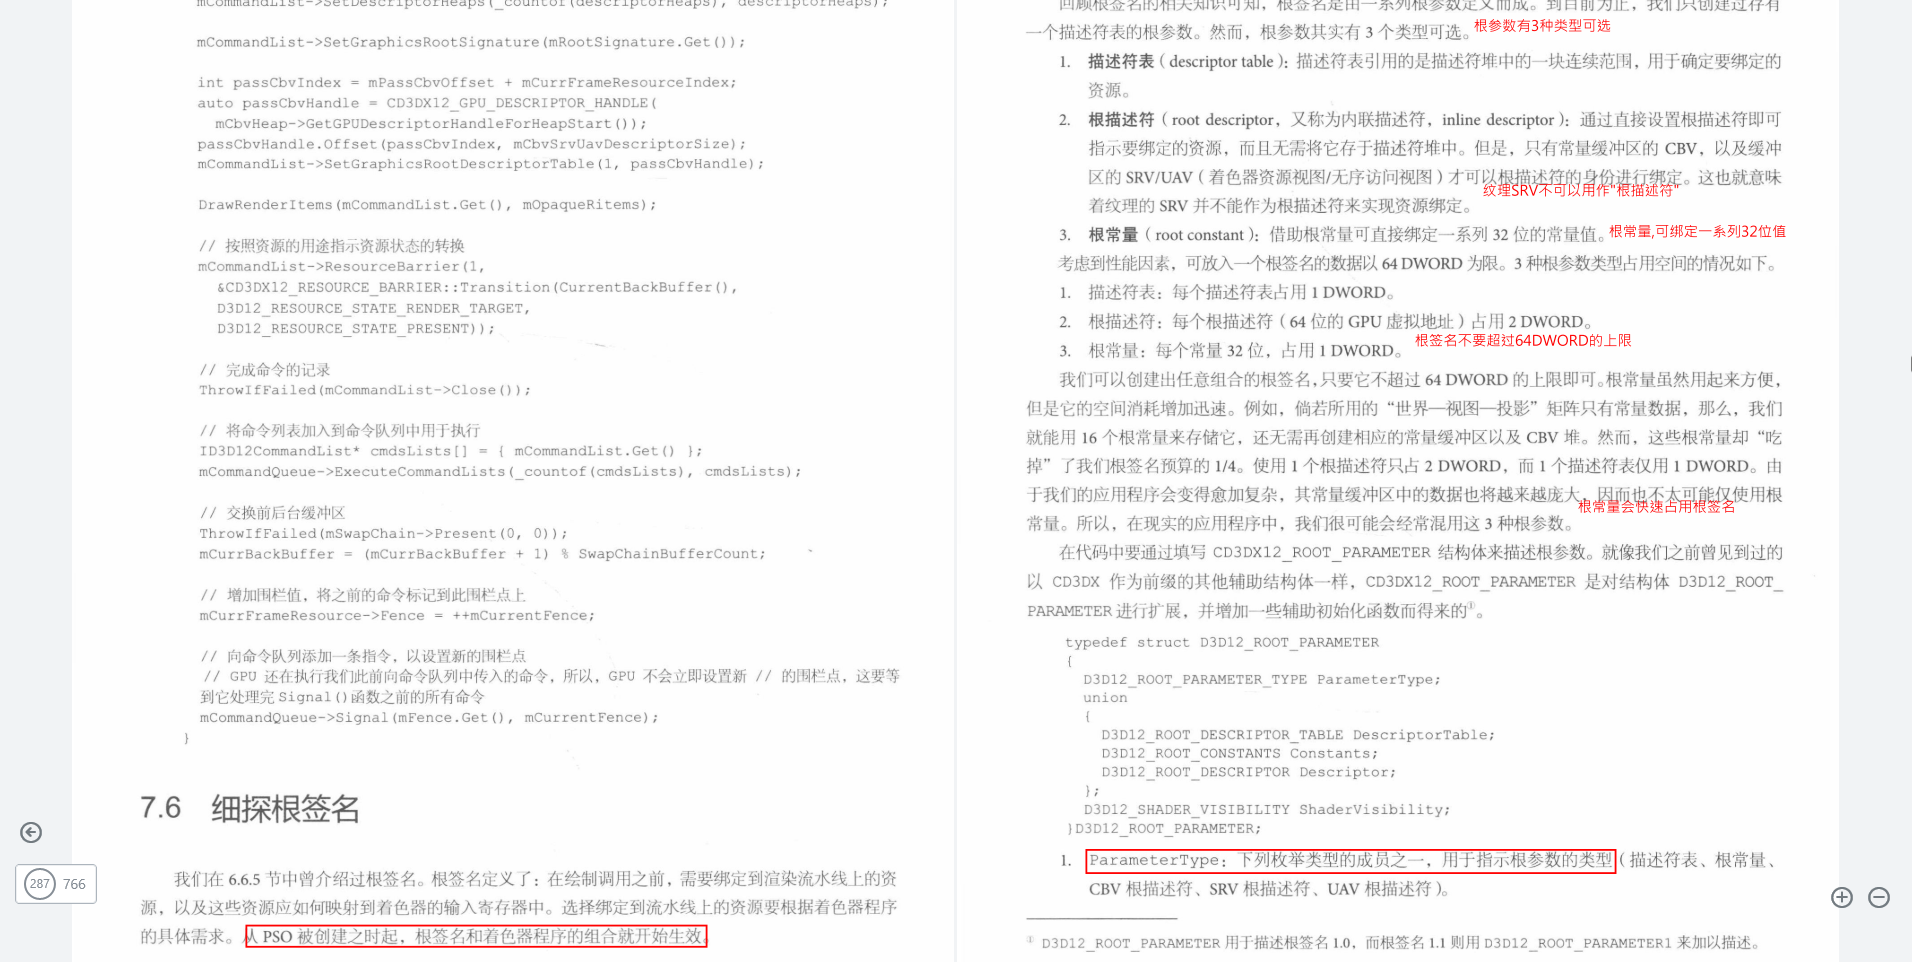 mCommandList->SetDescriptorHeaps(_countof(descriptorHeaps), descriptorHeaps);
mCommandList->SetGraphicsRootSignature(mRootSignature.Get());
int passCbvIndex = mPassCbvOffset + mCurrFrameResourceIndex;
auto passCbvHandle = CD3DX12_GPU_DESCRIPTOR_HANDLE(
mCbvHeap->GetGPUDescriptorHandleForHeapStart());
passCbvHandle.Offset(passCbvIndex, mCbvSrvUavDescriptorSize);
mCommandList->SetGraphicsRootDescriptorTable(1, passCbvHandle);
DrawRenderItems(mCommandList.Get(), mOpaqueRitems);
// 按照资源的用途指示资源状态的转换
mCommandList->ResourceBarrier(1,
&CD3DX12_RESOURCE_BARRIER::Transition(CurrentBackBuffer(),
D3D12_RESOURCE_STATE_RENDER_TARGET,
D3D12_RESOURCE_STATE_PRESENT));
// 完成命令的记录
ThrowIfFailed(mCommandList->Close());
// 将命令列表加入到命令队列中用于执行
ID3D12CommandList* cmdsLists[] = { mCommandList.Get() };
mCommandQueue->ExecuteCommandLists(_countof(cmdsLists), cmdsLists);
// 交换前后台缓冲区
ThrowIfFailed(mSwapChain->Present(0, 0));
mCurrBackBuffer = (mCurrBackBuffer + 1) % SwapChainBufferCount;
// 增加围栏值，将之前的命令标记到此围栏点上
mCurrFrameResource->Fence = ++mCurrentFence;
// 向命令队列添加一条指令，以设置新的围栏点
// GPU 还在执行我们此前向命令队列中传入的命令，所以，GPU 不会立即设置新 // 的围栏点，这要等
到它处理完 Signal()函数之前的所有命令
mCommandQueue->Signal(mFence.Get(), mCurrentFence);
}
7.6 细探根签名
我们在 6.6.5 节中曾介绍过根签名。根签名定义了：在绘制调用之前，需要绑定到渲染流水线上的资
源，以及这些资源应如何映射到着色器的输入寄存器中。选择绑定到流水线上的资源要根据着色器程序
的具体需求。从 PSO 被创建之时起，根签名和着色器程序的组合就开始生效。
287 766
回顾根签名的相关知识可知，根签名是由一系列根参数定义而成。到目前为止，我们只创建过存有
一个描述符表的根参数。然而，根参数其实有 3 个类型可选。
根参数有3种类型可选
1. 描述符表（descriptor table）：描述符表引用的是描述符堆中的一块连续范围，用于确定要绑定的
资源。
2. 根描述符（root descriptor，又称为内联描述符，inline descriptor）：通过直接设置根描述符即可
指示要绑定的资源，而且无需将它存于描述符堆中。但是，只有常量缓冲区的 CBV，以及缓冲
区的 SRV/UAV（着色器资源视图/无序访问视图）才可以根描述符的身份进行绑定。这也就意味
纹理SRV不可以用作"根描述符"
着纹理的 SRV 并不能作为根描述符来实现资源绑定。
3. 根常量（root constant）：借助根常量可直接绑定一系列 32 位的常量值。
根常量,可绑定一系列32位值
考虑到性能因素，可放入一个根签名的数据以 64 DWORD 为限。3 种根参数类型占用空间的情况如下。
1. 描述符表：每个描述符表占用 1 DWORD。
2. 根描述符：每个根描述符（64 位的 GPU 虚拟地址）占用 2 DWORD。
根签名不要超过64DWORD的上限
3. 根常量：每个常量 32 位，占用 1 DWORD。
我们可以创建出任意组合的根签名，只要它不超过 64 DWORD 的上限即可。根常量虽然用起来方便，
但是它的空间消耗增加迅速。例如，倘若所用的“世界—视图—投影”矩阵只有常量数据，那么，我们
就能用 16 个根常量来存储它，还无需再创建相应的常量缓冲区以及 CBV 堆。然而，这些根常量却“吃
掉”了我们根签名预算的 1/4。使用 1 个根描述符只占 2 DWORD，而 1 个描述符表仅用 1 DWORD。由
于我们的应用程序会变得愈加复杂，其常量缓冲区中的数据也将越来越庞大，因而也不太可能仅使用根
根常量会快速占用根签名
常量。所以，在现实的应用程序中，我们很可能会经常混用这 3 种根参数。
在代码中要通过填写 CD3DX12_ROOT_PARAMETER 结构体来描述根参数。就像我们之前曾见到过的
以 CD3DX 作为前缀的其他辅助结构体一样，CD3DX12_ROOT_PARAMETER 是对结构体 D3D12_ROOT_
PARAMETER 进行扩展，并增加一些辅助初始化函数而得来的①。
typedef struct D3D12_ROOT_PARAMETER
{
D3D12_ROOT_PARAMETER_TYPE ParameterType;
union
{
D3D12_ROOT_DESCRIPTOR_TABLE DescriptorTable;
D3D12_ROOT_CONSTANTS Constants;
D3D12_ROOT_DESCRIPTOR Descriptor;
};
D3D12_SHADER_VISIBILITY ShaderVisibility;
}D3D12_ROOT_PARAMETER;
1. ParameterType：下列枚举类型的成员之一，用于指示根参数的类型（描述符表、根常量、
CBV 根描述符、SRV 根描述符、UAV 根描述符）。
① D3D12_ROOT_PARAMETER 用于描述根签名 1.0，而根签名 1.1 则用 D3D12_ROOT_PARAMETER1 来加以描述。